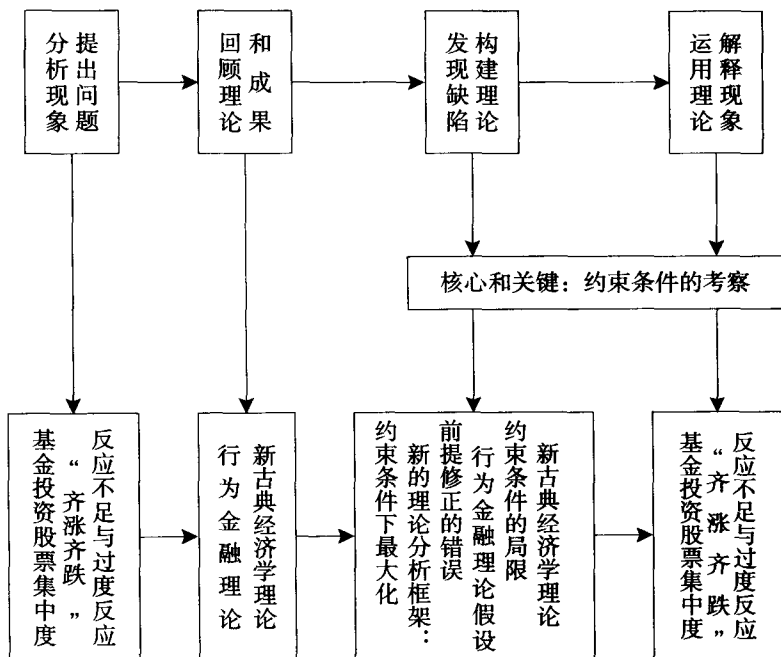 分析现象
提出问题
回顾理论
和成果
发现缺陷
构建理论
运用理论
解释现象
核心和关键：约束条件的考察
反应不足与过度反应
“齐涨齐跌”
基金投资股票集中度
新古典经济学理论
行为金融理论
新古典经济学理论
约束条件的局限
行为金融理论假设
前提修正的错误
新的理论分析框架：
约束条件下最大化
反应不足与过度反应
“齐涨齐跌”
基金投资股票集中度